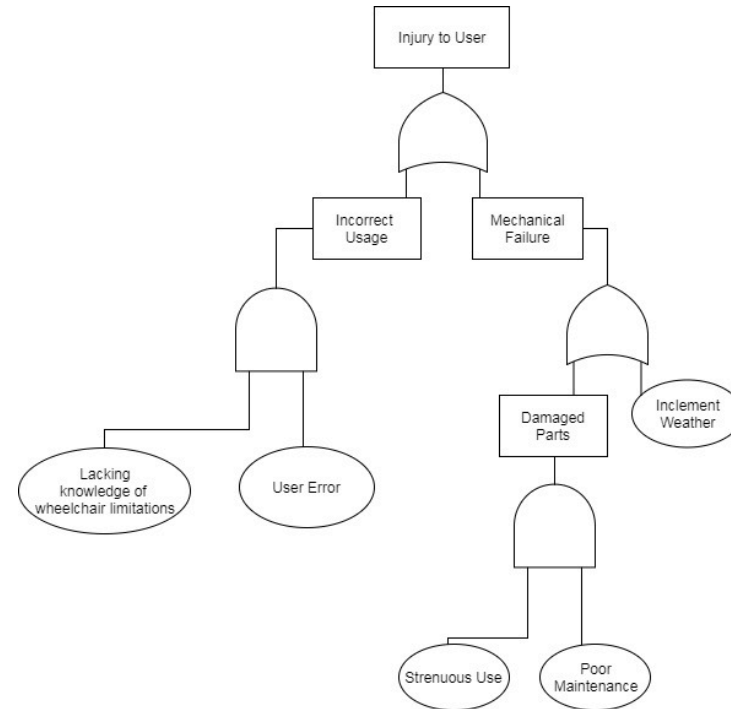 Injury to User
Incorrect
Usage
Mechanical
Failure
Inclement
Weather
Damaged
Parts
Lacking
knowledge of
wheelchair limitations
User Error
Strenuous Use
Poor
Maintenance